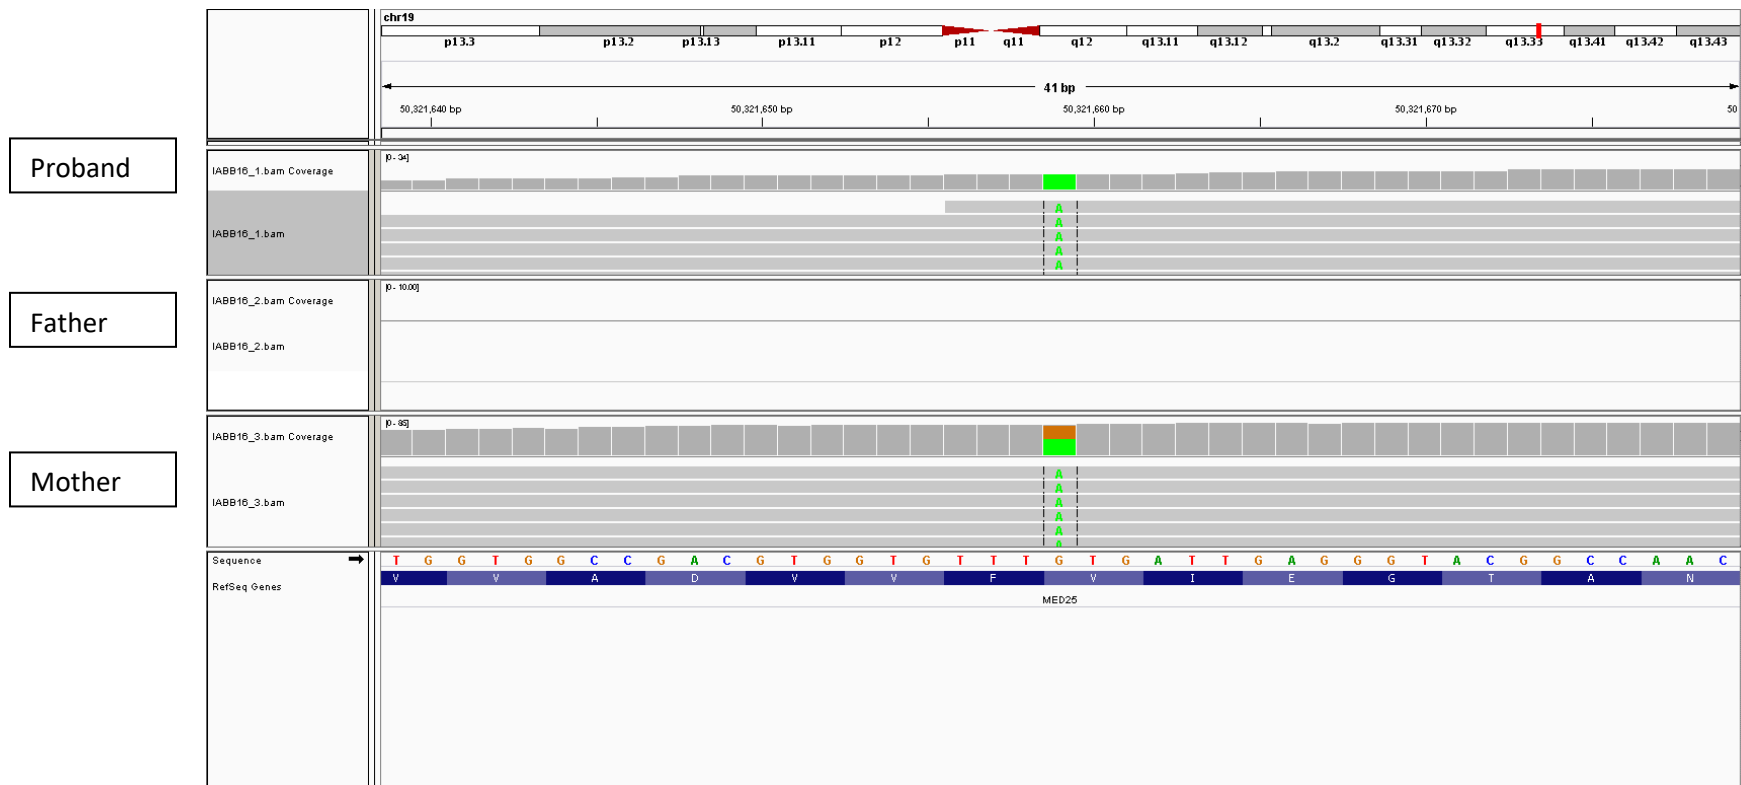 chr19
p13.3 p13.2 p13.13 p13.11 p12 p11 q11 q12 q13.11 q13.12 q13.2 q13.31 q13.32 q13.33 q13.41 q13.42 q13.43
41 bp
50,321,640 bp 50,321,650 bp 50,321,660 bp 50,321,670 bp 50
Proband
IABB16_1.bam Coverage
[0 - 34]
IABB16_1.bam
A
A
A
A
A
Father
IABB16_2.bam Coverage
[0 - 10.00]
IABB16_2.bam
Mother
IABB16_3.bam Coverage
[0 - 85]
IABB16_3.bam
A
A
A
A
A
A
Sequence T G G T G G C C G A C G T G G T G T T T G T G A T T G A G G G T A C G G C C A A C
RefSeq Genes V V A D V V F V I E G T A N
MED25